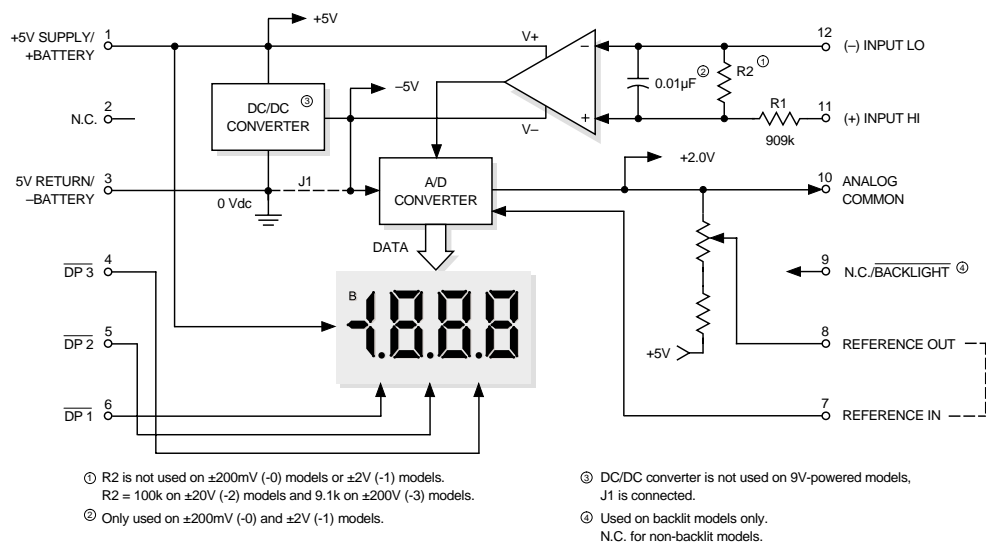 +5V
+5V SUPPLY/
+BATTERY
1
V+
12
(–) INPUT LO
–
–5V
0.01µF ②
R2 ①
DC/DC ③
CONVERTER
2
N.C.
R1
11
(+) INPUT HI
+
V–
909k
+2.0V
5V RETURN/
–BATTERY
3
J1
A/D
CONVERTER
10
ANALOG
COMMON
0 Vdc
DATA
4
DP 3
9
N.C./BACKLIGHT ④
B
-1.8.8.8
5
DP 2
8
REFERENCE OUT
+5V
6
DP 1
7
REFERENCE IN
① R2 is not used on ±200mV (-0) models or ±2V (-1) models.
R2 = 100k on ±20V (-2) models and 9.1k on ±200V (-3) models.
② Only used on ±200mV (-0) and ±2V (-1) models.
③ DC/DC converter is not used on 9V-powered models,
J1 is connected.
④ Used on backlit models only.
N.C. for non-backlit models.